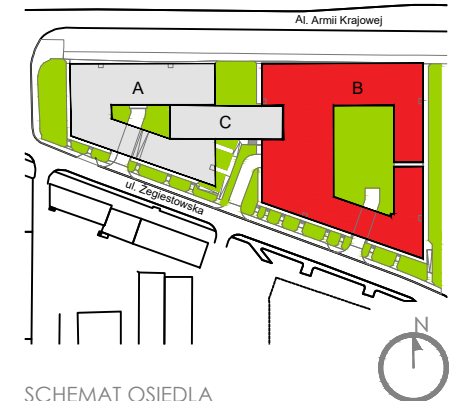 Al. Armii Krajowej
A
B
C
ul. Żegiestowska
N
SCHEMAT OSIEDLA